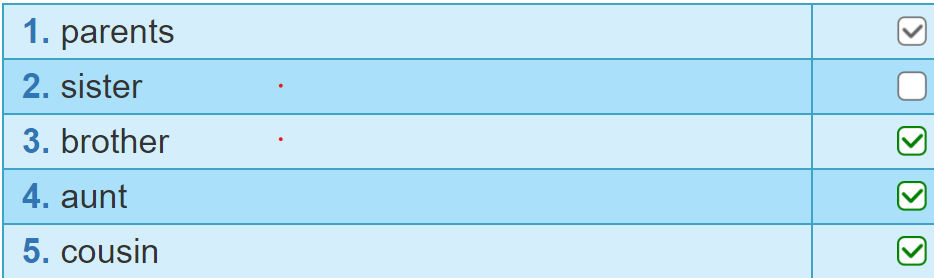 1. parents
2. sister
3. brother
4. aunt
5. cousin